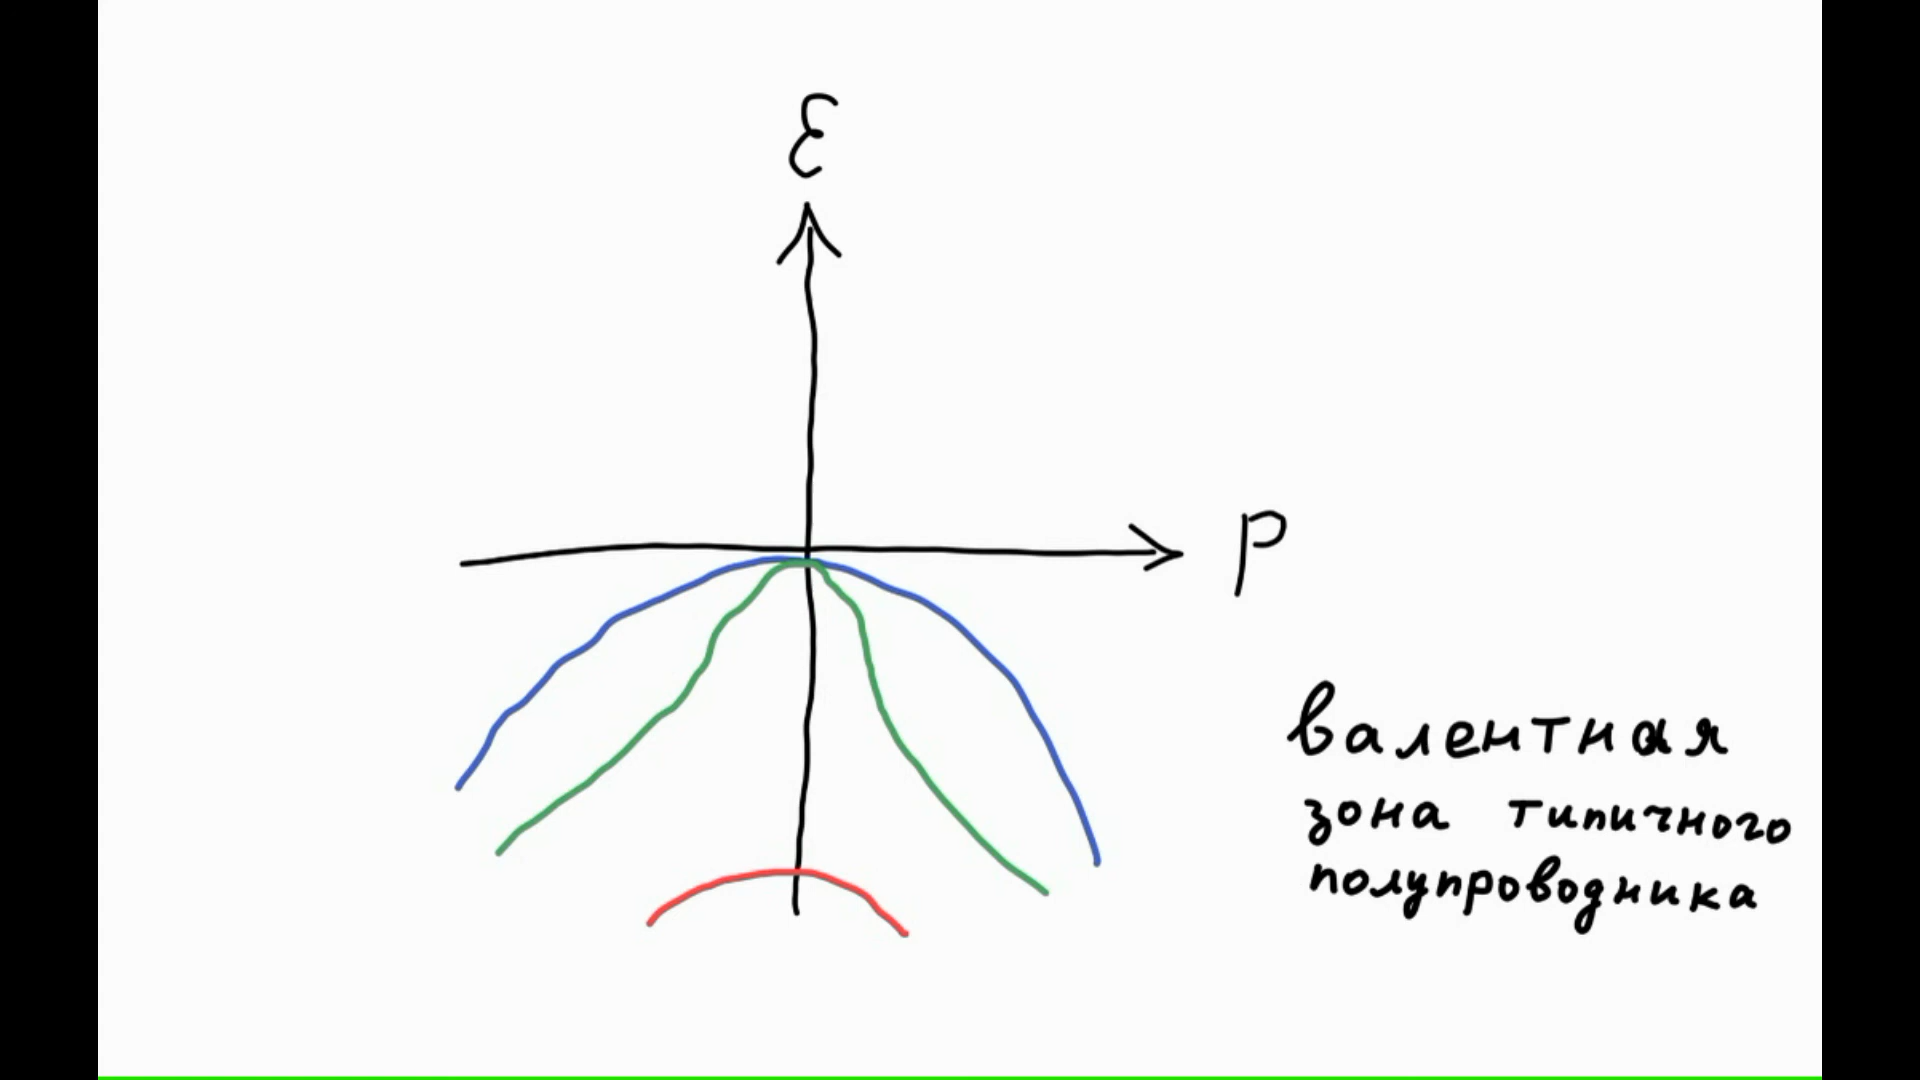 ε
P
валентная
зона типичного
полупроводника